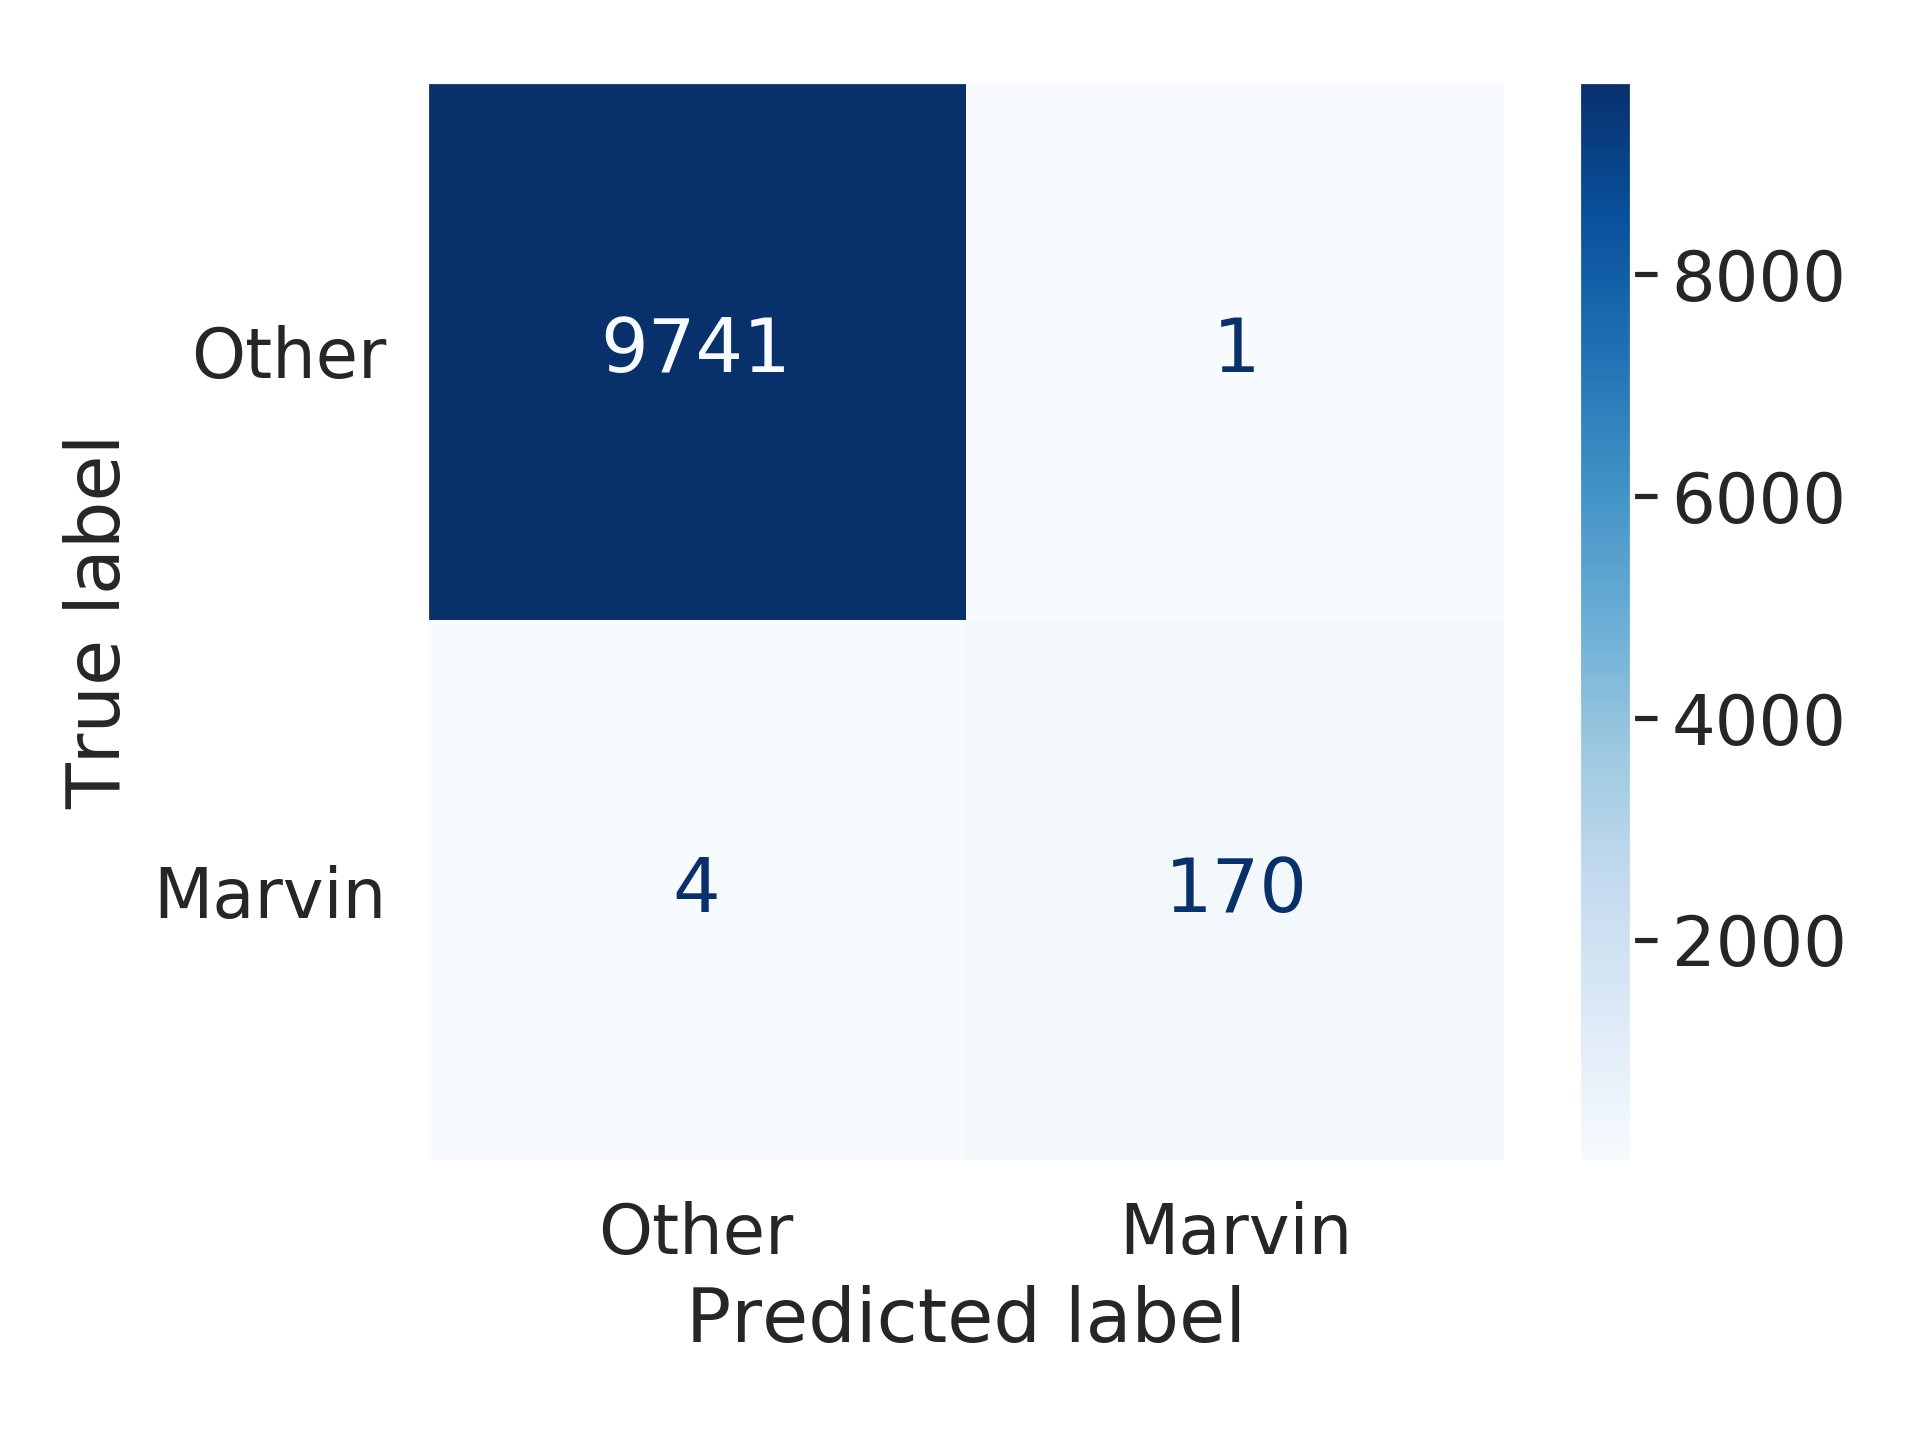 True label
Other
9741
1
Marvin
4
170
Other
Marvin
Predicted label
8000
6000
4000
2000